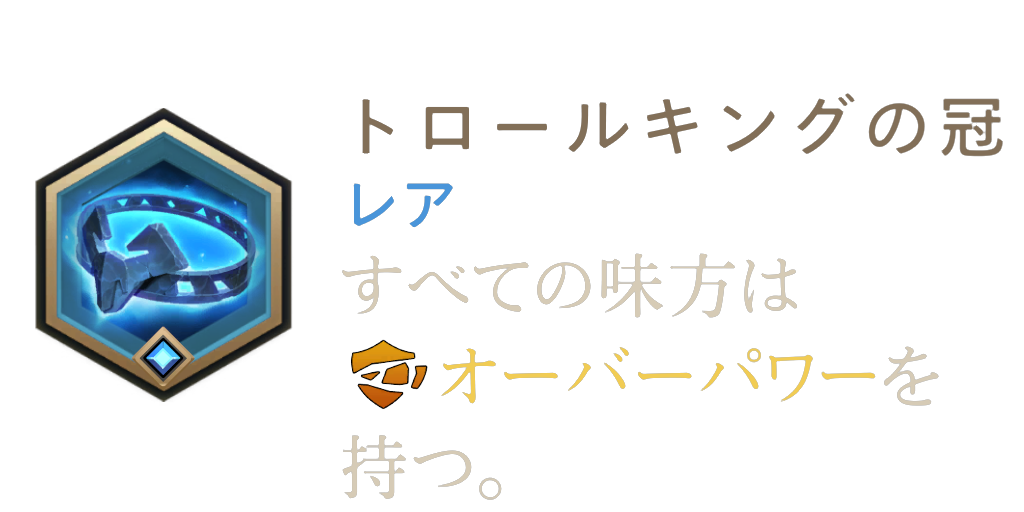 トロールキングの冠
レア
すべての味方は
オーバーパワーを
持つ。